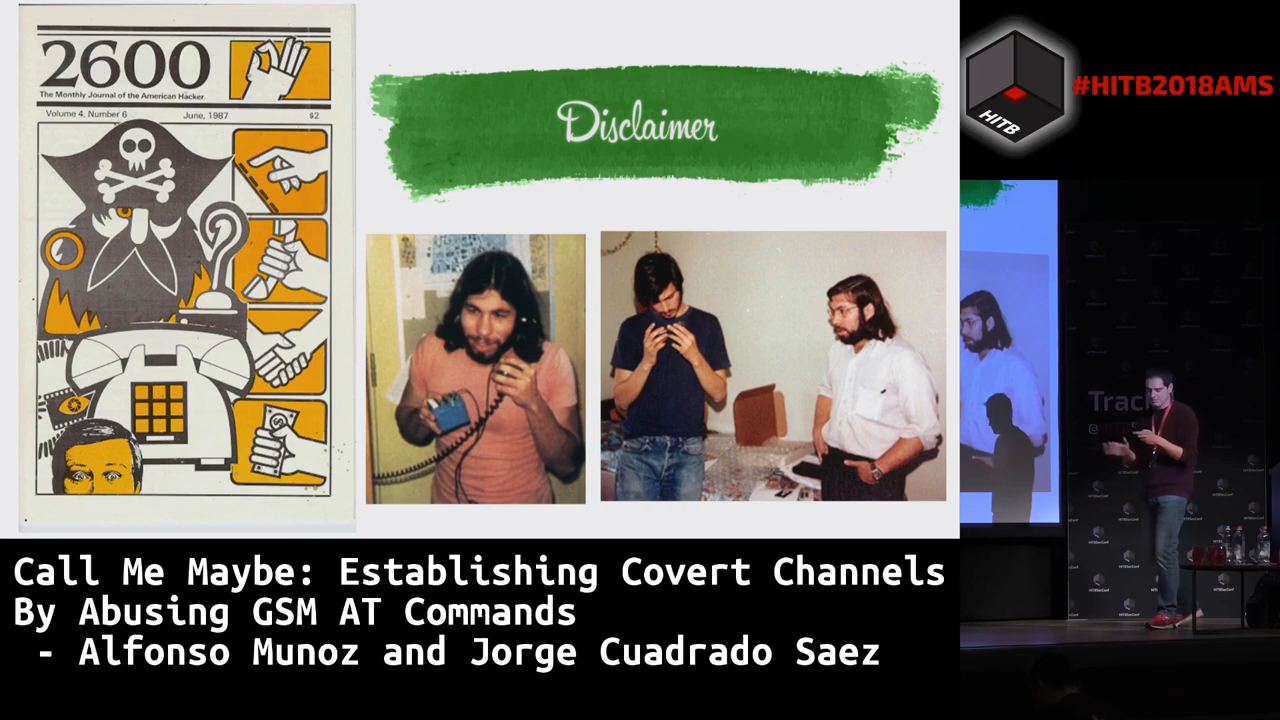 2600
The Monthly Journal of the American Hacker
Volume 4, Number 6 June, 1987 $2
Disclaimer
HITB
#HITB2018AMS
Track
Call Me Maybe: Establishing Covert Channels
By Abusing GSM AT Commands
- Alfonso Munoz and Jorge Cuadrado Saez